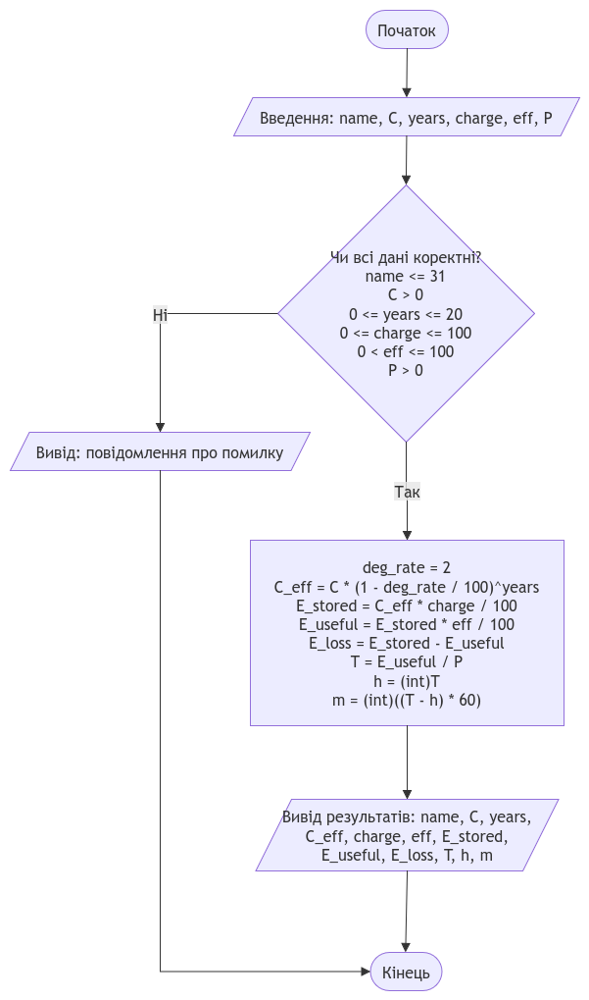 Початок
Введення: name, C, years, charge, eff, P
Чи всі дані коректні?
name <= 31
C > 0
0 <= years <= 20
0 <= charge <= 100
0 < eff <= 100
P > 0
Ні
Вивід: повідомлення про помилку
Так
deg_rate = 2
C_eff = C * (1 - deg_rate / 100)^years
E_stored = C_eff * charge / 100
E_useful = E_stored * eff / 100
E_loss = E_stored - E_useful
T = E_useful / P
h = (int)T
m = (int)((T - h) * 60)
Вивід результатів: name, C, years,
C_eff, charge, eff, E_stored,
E_useful, E_loss, T, h, m
Кінець